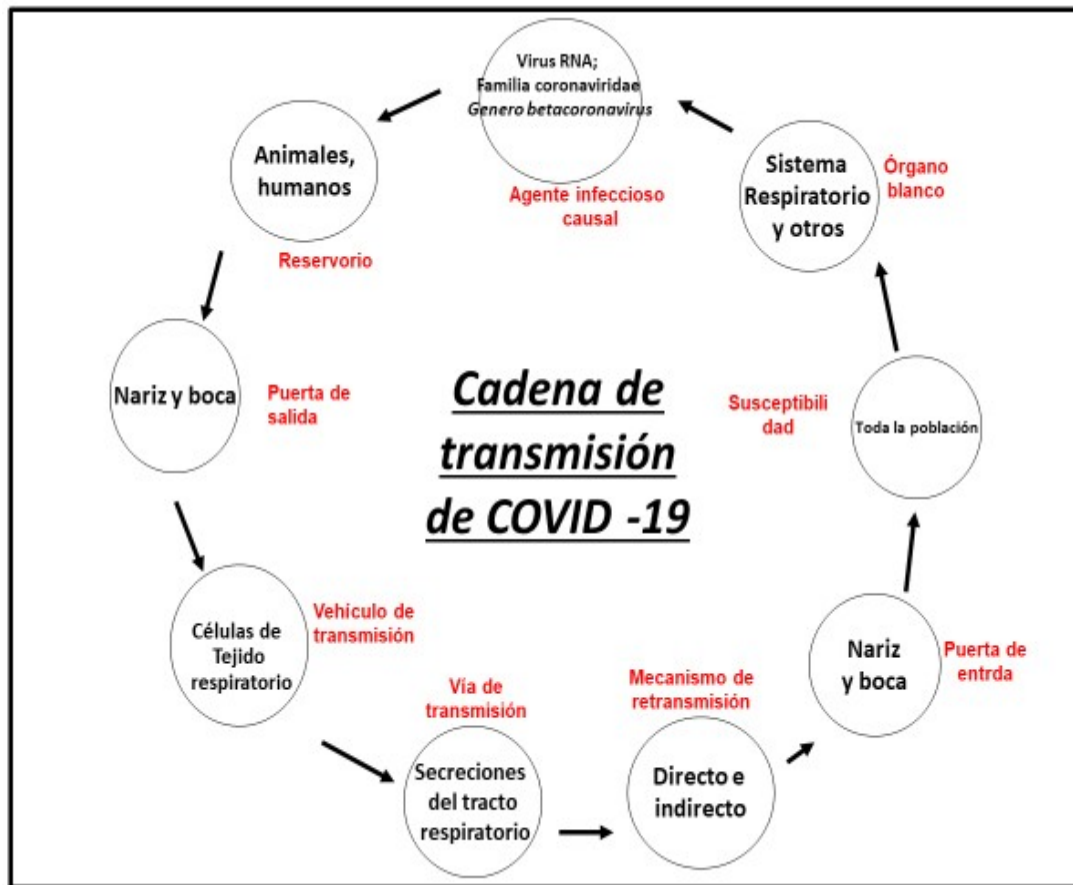 Virus RNA;
Familia coronaviridae
Genero betacoronavirus
Agente infeccioso
causal
Animales,
humanos
Reservorio
Nariz y boca
Puerta de
salida
Células de
Tejido
respiratorio
Vehículo de
transmisión
Vía de
transmisión
Secreciones
del tracto
respiratorio
Mecanismo de
retransmisión
Directo e
indirecto
Nariz
y boca
Puerta de
entrda
Susceptibili
dad
Toda la población
Sistema
Respiratorio
y otros
Órgano
blanco
Cadena de
transmisión
de COVID -19